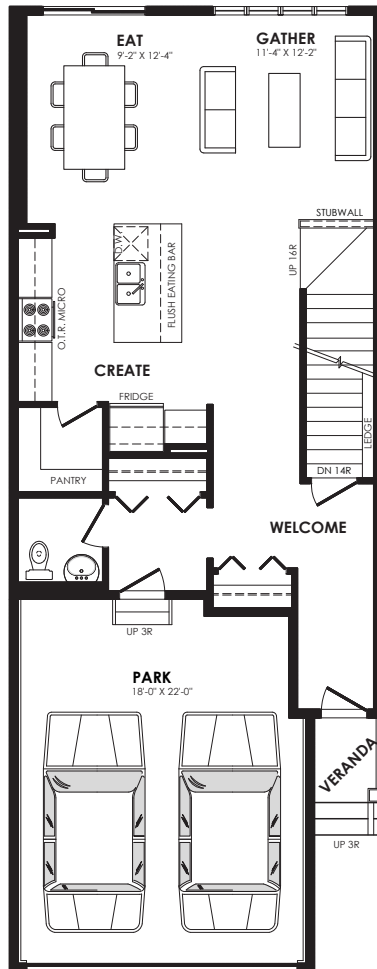 EAT
9'-2" X 12'-4"
GATHER
11'-4" X 12'-2"
STUBWALL
UP 16R
D.W.
FLUSH EATING BAR
O.T.R. MICRO
CREATE
FRIDGE
LEDGE
PANTRY
DN 14R
WELCOME
UP 3R
PARK
18'-0" X 22'-0"
VERANDA
UP 3R